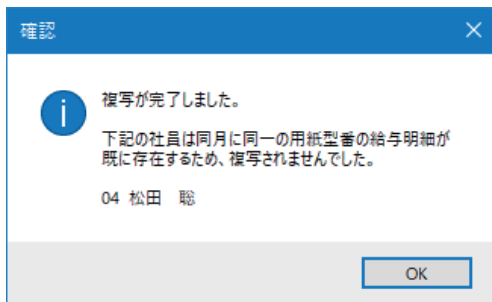 確認
複写が完了しました。
下記の社員は同月に同一の用紙型番の給与明細が
既に存在するため、複写されませんでした。
04 松田　聡
OK